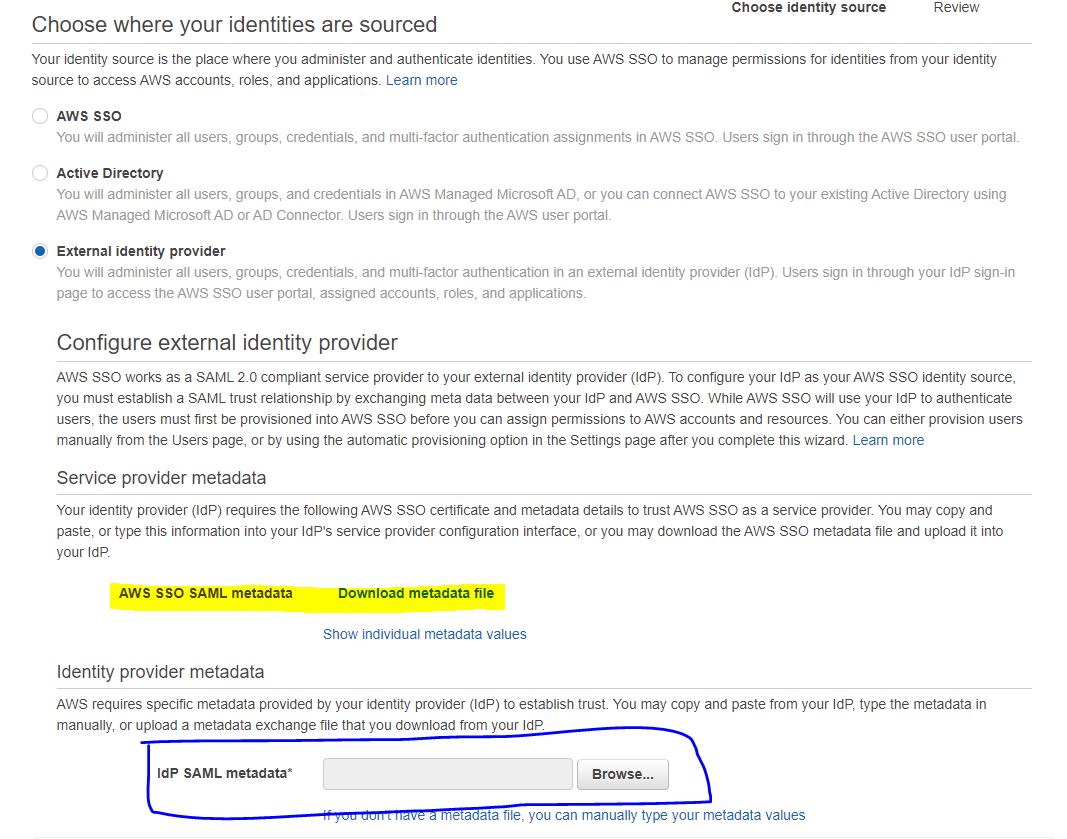 Choose identity source Review
Choose where your identities are sourced
Your identity source is the place where you administer and authenticate identities. You use AWS SSO to manage permissions for identities from your identity
source to access AWS accounts, roles, and applications. Learn more
AWS SSO
You will administer all users, groups, credentials, and multi-factor authentication assignments in AWS SSO. Users sign in through the AWS SSO user portal.
Active Directory
You will administer all users, groups, and credentials in AWS Managed Microsoft AD, or you can connect AWS SSO to your existing Active Directory using
AWS Managed Microsoft AD or AD Connector. Users sign in through the AWS user portal.
External identity provider
You will administer all users, groups, credentials, and multi-factor authentication in an external identity provider (IdP). Users sign in through your IdP sign-in
page to access the AWS SSO user portal, assigned accounts, roles, and applications.
Configure external identity provider
AWS SSO works as a SAML 2.0 compliant service provider to your external identity provider (IdP). To configure your IdP as your AWS SSO identity source,
you must establish a SAML trust relationship by exchanging meta data between your IdP and AWS SSO. While AWS SSO will use your IdP to authenticate
users, the users must first be provisioned into AWS SSO before you can assign permissions to AWS accounts and resources. You can either provision users
manually from the Users page, or by using the automatic provisioning option in the Settings page after you complete this wizard. Learn more
Service provider metadata
Your identity provider (IdP) requires the following AWS SSO certificate and metadata details to trust AWS SSO as a service provider. You may copy and
paste, or type this information into your IdP's service provider configuration interface, or you may download the AWS SSO metadata file and upload it into
your IdP.
AWS SSO SAML metadata Download metadata file
Show individual metadata values
Identity provider metadata
AWS requires specific metadata provided by your identity provider (IdP) to establish trust. You may copy and paste from your IdP, type the metadata in
manually, or upload a metadata exchange file that you download from your IdP.
IdP SAML metadata* Browse...
If you don't have a metadata file, you can manually type your metadata values